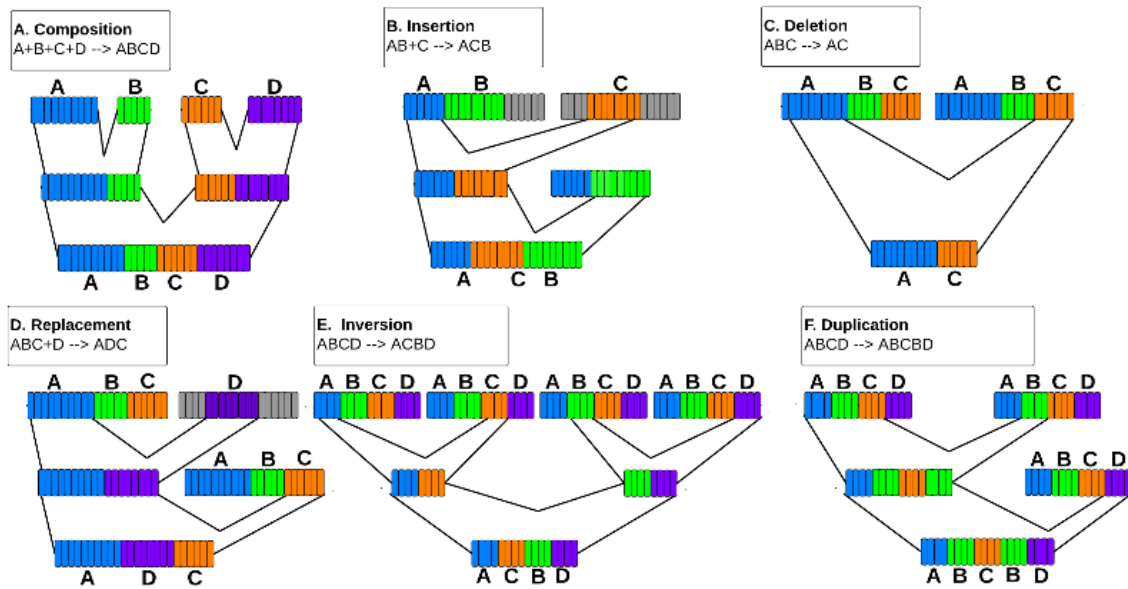 A. Composition
A+B+C+D --> ABCD
A B C D
A B C D
B. Insertion
AB+C --> ACB
A B C
A C B
C. Deletion
ABC --> AC
A B C A B C
A C
D. Replacement
ABC+D --> ADC
A B C D
A B C
A D C
E. Inversion
ABCD --> ACBD
A B C D A B C D A B C D A B C D
A C B D
F. Duplication
ABCD --> ABCBD
A B C D A B C D
A B C D
A B C B D